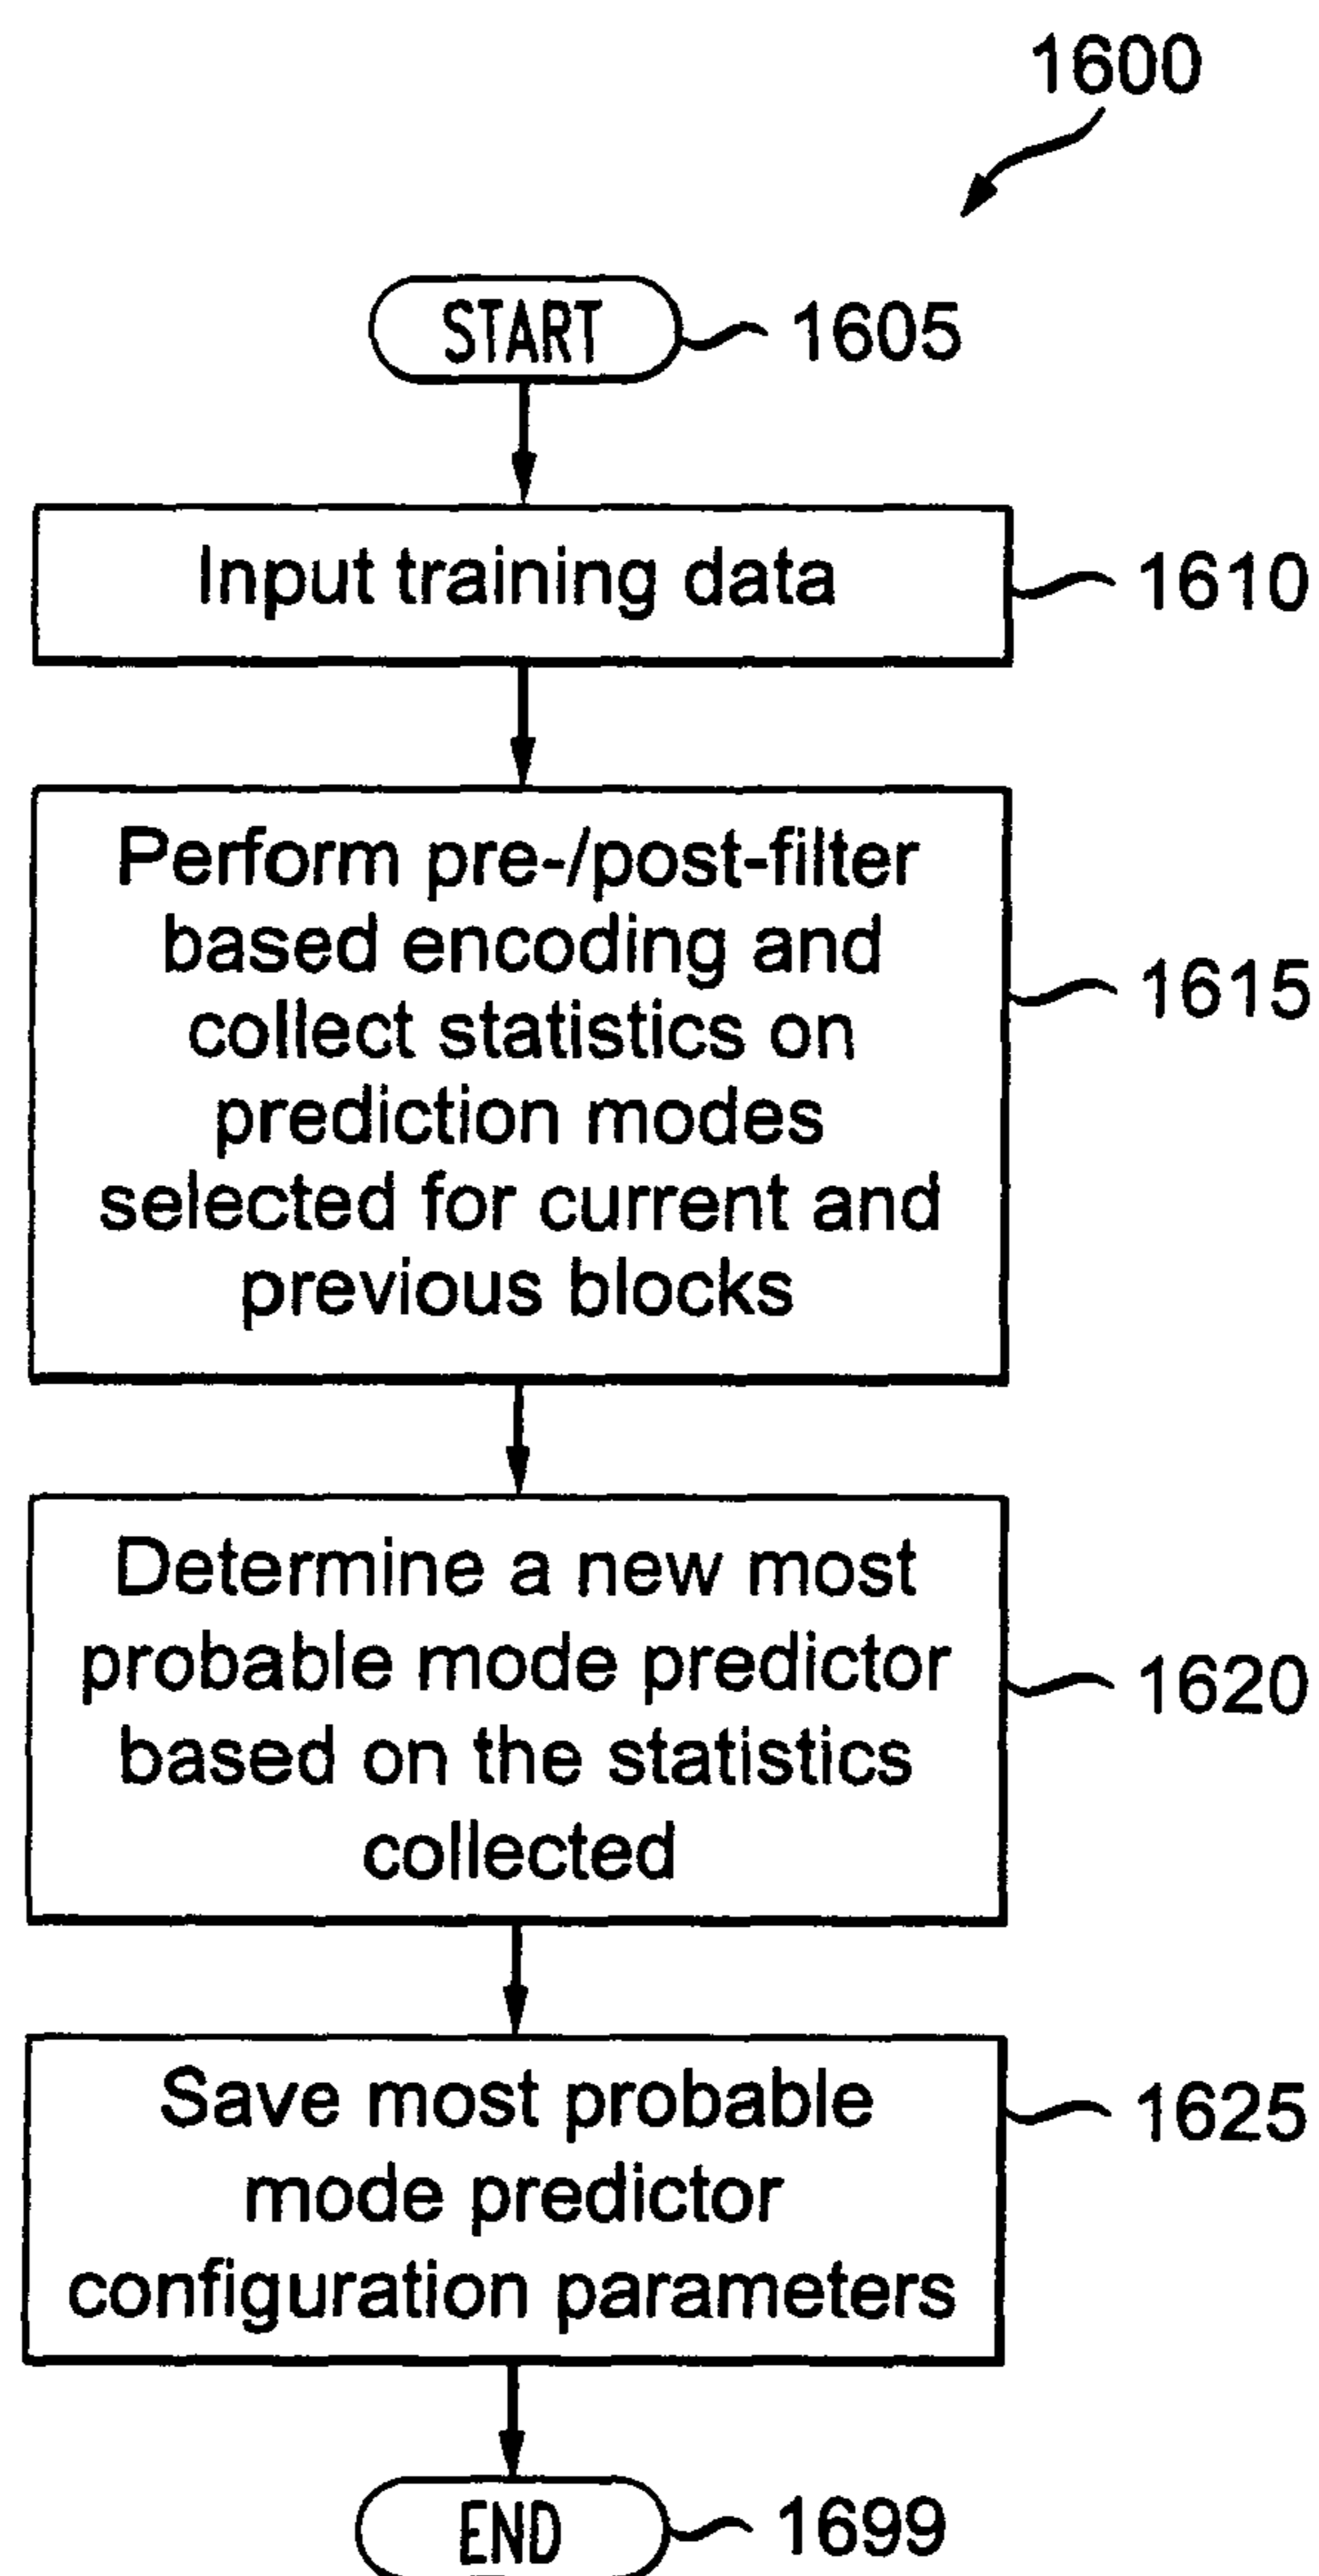 1600
START
1605
Input training data
1610
Perform pre-/post-filter
based encoding and
collect statistics on
prediction modes
selected for current and
previous blocks
1615
Determine a new most
probable mode predictor
based on the statistics
collected
1620
Save most probable
mode predictor
configuration parameters
1625
END
1699